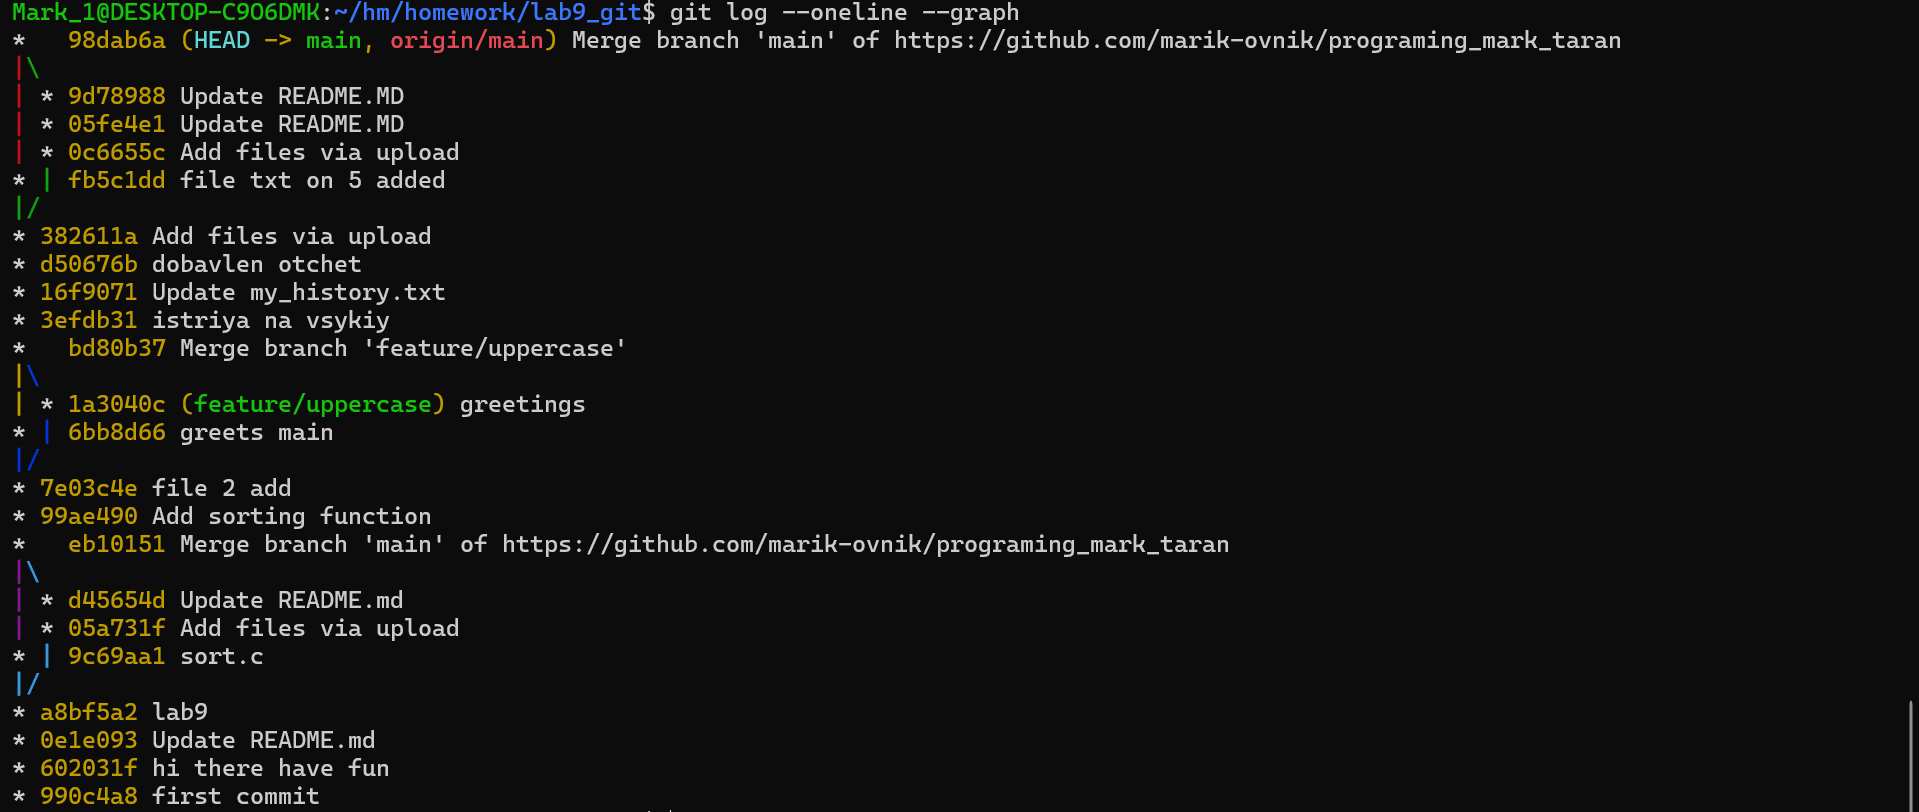 Mark_1@DESKTOP-C9O6DMK:~/hm/homework/lab9_git$ git log --oneline --graph
*   98dab6a (HEAD -> main, origin/main) Merge branch 'main' of https://github.com/marik-ovnik/programing_mark_taran
|\
| * 9d78988 Update README.MD
| * 05fe4e1 Update README.MD
| * 0c6655c Add files via upload
* | fb5c1dd file txt on 5 added
|/
* 382611a Add files via upload
* d50676b dobavlen otchet
* 16f9071 Update my_history.txt
* 3efdb31 istriya na vsykiy
*   bd80b37 Merge branch 'feature/uppercase'
|\
| * 1a3040c (feature/uppercase) greetings
* | 6bb8d66 greets main
|/
* 7e03c4e file 2 add
* 99ae490 Add sorting function
*   eb10151 Merge branch 'main' of https://github.com/marik-ovnik/programing_mark_taran
|\
| * d45654d Update README.md
| * 05a731f Add files via upload
* | 9c69aa1 sort.c
|/
* a8bf5a2 lab9
* 0e1e093 Update README.md
* 602031f hi there have fun
* 990c4a8 first commit